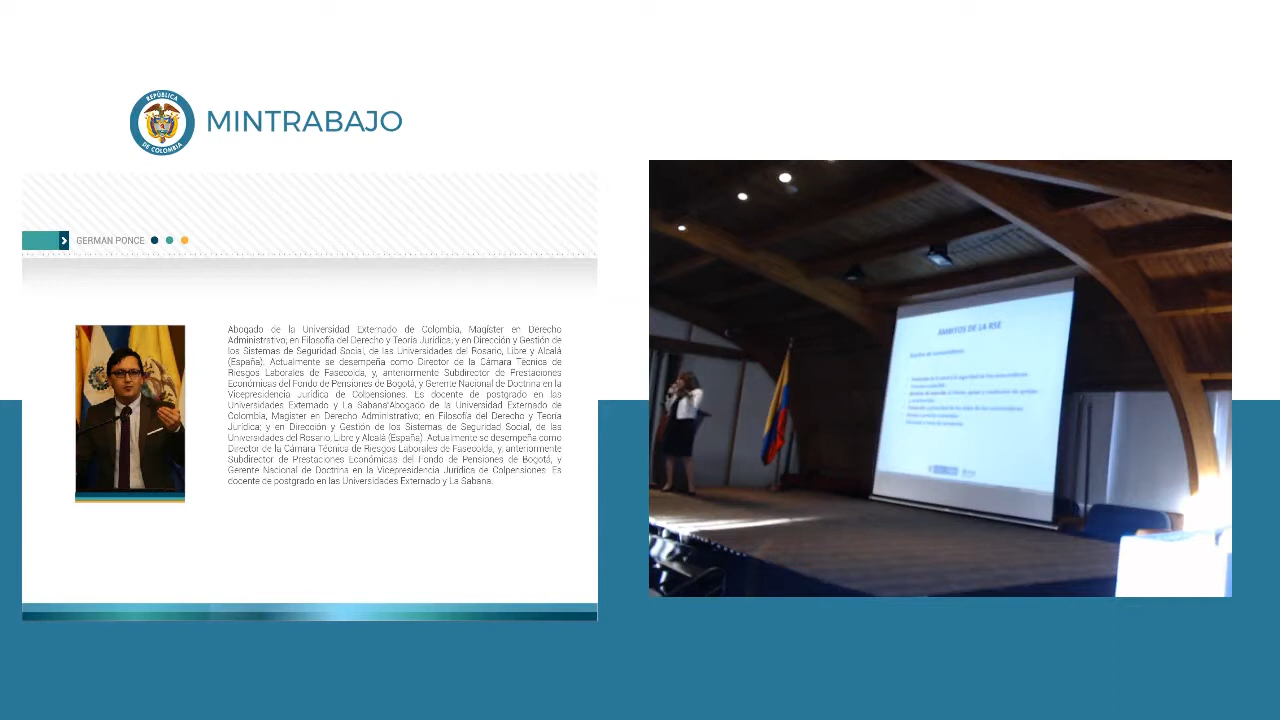 REPÚBLICA
DE COLOMBIA
MINTRABAJO
GERMAN PONCE
Abogado de la Universidad Externado de Colombia, Magíster en Derecho
Administrativo; en Filosofía del Derecho y Teoría Jurídica; y en Dirección y Gestión de
los Sistemas de Seguridad Social, de las Universidades del Rosario, Libre y Alcalá
(España). Actualmente se desempeña como Director de la Cámara Técnica de
Riesgos Laborales de Fasecolda, y, anteriormente Subdirector de Prestaciones
Económicas del Fondo de Pensiones de Bogotá, y Gerente Nacional de Doctrina en la
Vicepresidencia Jurídica de Colpensiones. Es docente de postgrado en las
Universidades Externado y La Sabana Abogado de la Universidad Externado de
Colombia, Magíster en Derecho Administrativo; en Filosofía del Derecho y Teoría
Jurídica; y en Dirección y Gestión de los Sistemas de Seguridad Social, de las
Universidades del Rosario, Libre y Alcalá (España). Actualmente se desempeña como
Director de la Cámara Técnica de Riesgos Laborales de Fasecolda, y, anteriormente
Subdirector de Prestaciones Económicas del Fondo de Pensiones de Bogotá, y
Gerente Nacional de Doctrina en la Vicepresidencia Jurídica de Colpensiones. Es
docente de postgrado en las Universidades Externado y La Sabana.
ÁMBITOS DE LA RSE